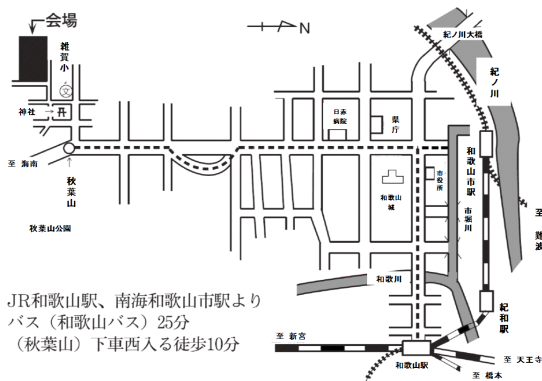 会場
雑賀小
文
神社
至 海南
秋葉山
秋葉山公園
N
紀ノ川大橋
紀ノ川
日赤病院
県庁
和歌山市駅
市役所
和歌山城
市堀川
至 難波
和歌川
紀和駅
至 新宮
和歌山駅
至 天王寺
至 橋本
JR和歌山駅、南海和歌山市駅より
バス（和歌山バス）25分
（秋葉山）下車西入る徒歩10分